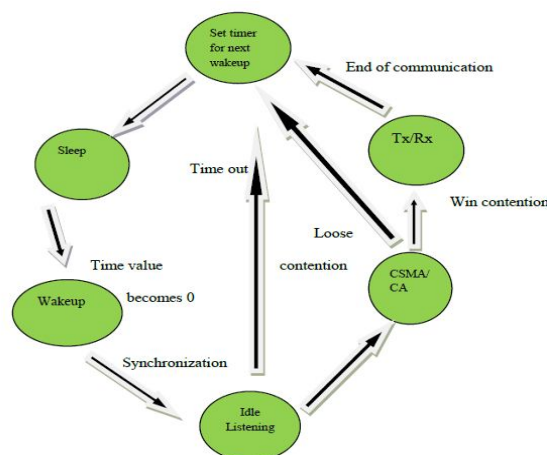 Set timer
for next
wakeup
End of communication
Sleep
Tx/Rx
Time out
Win contention
Loose
contention
Time value
becomes 0
CSMA/
CA
Wakeup
Synchronization
Idle
Listening